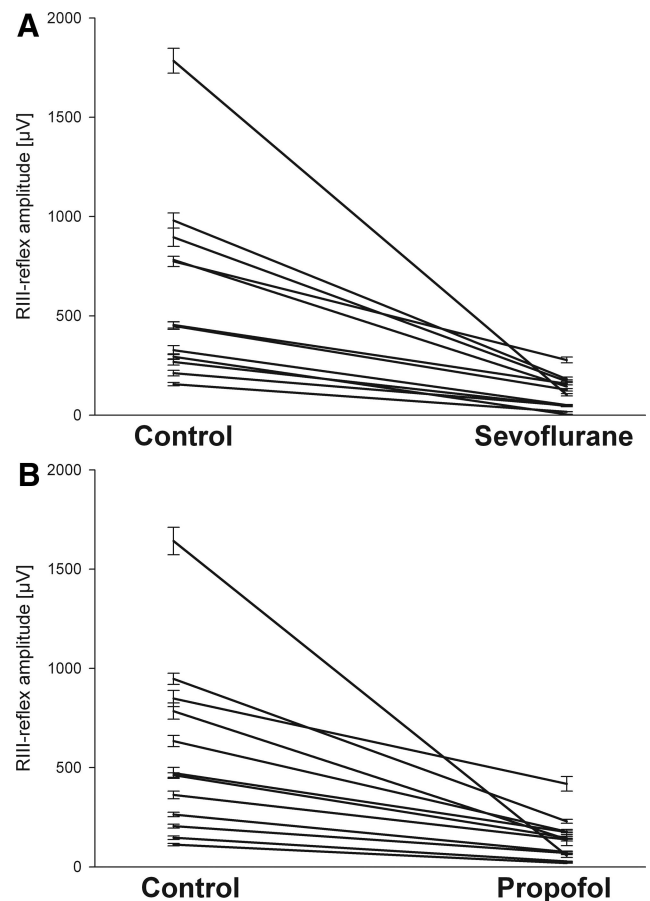 A
2000
1500
1000
500
0
RIII-reflex amplitude [µV]
Control Sevoflurane
B
2000
1500
1000
500
0
RIII-reflex amplitude [µV]
Control Propofol